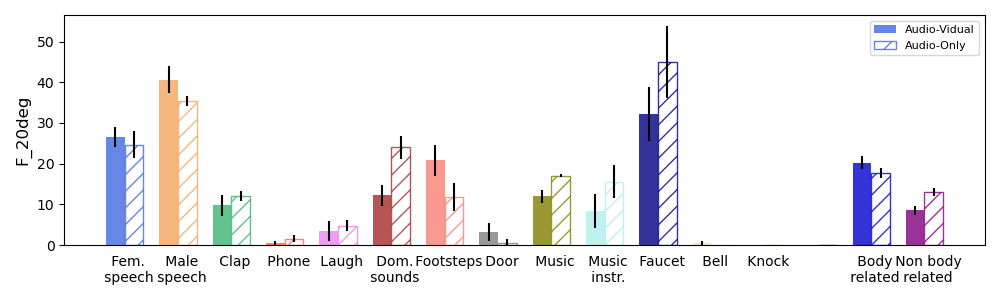 Audio-Vidual
Audio-Only
F_20deg
50
40
30
20
10
0
Fem. Male Clap Phone Laugh Dom. Footsteps Door Music Music Faucet Bell Knock Body Non body
speech speech sounds instr. related related